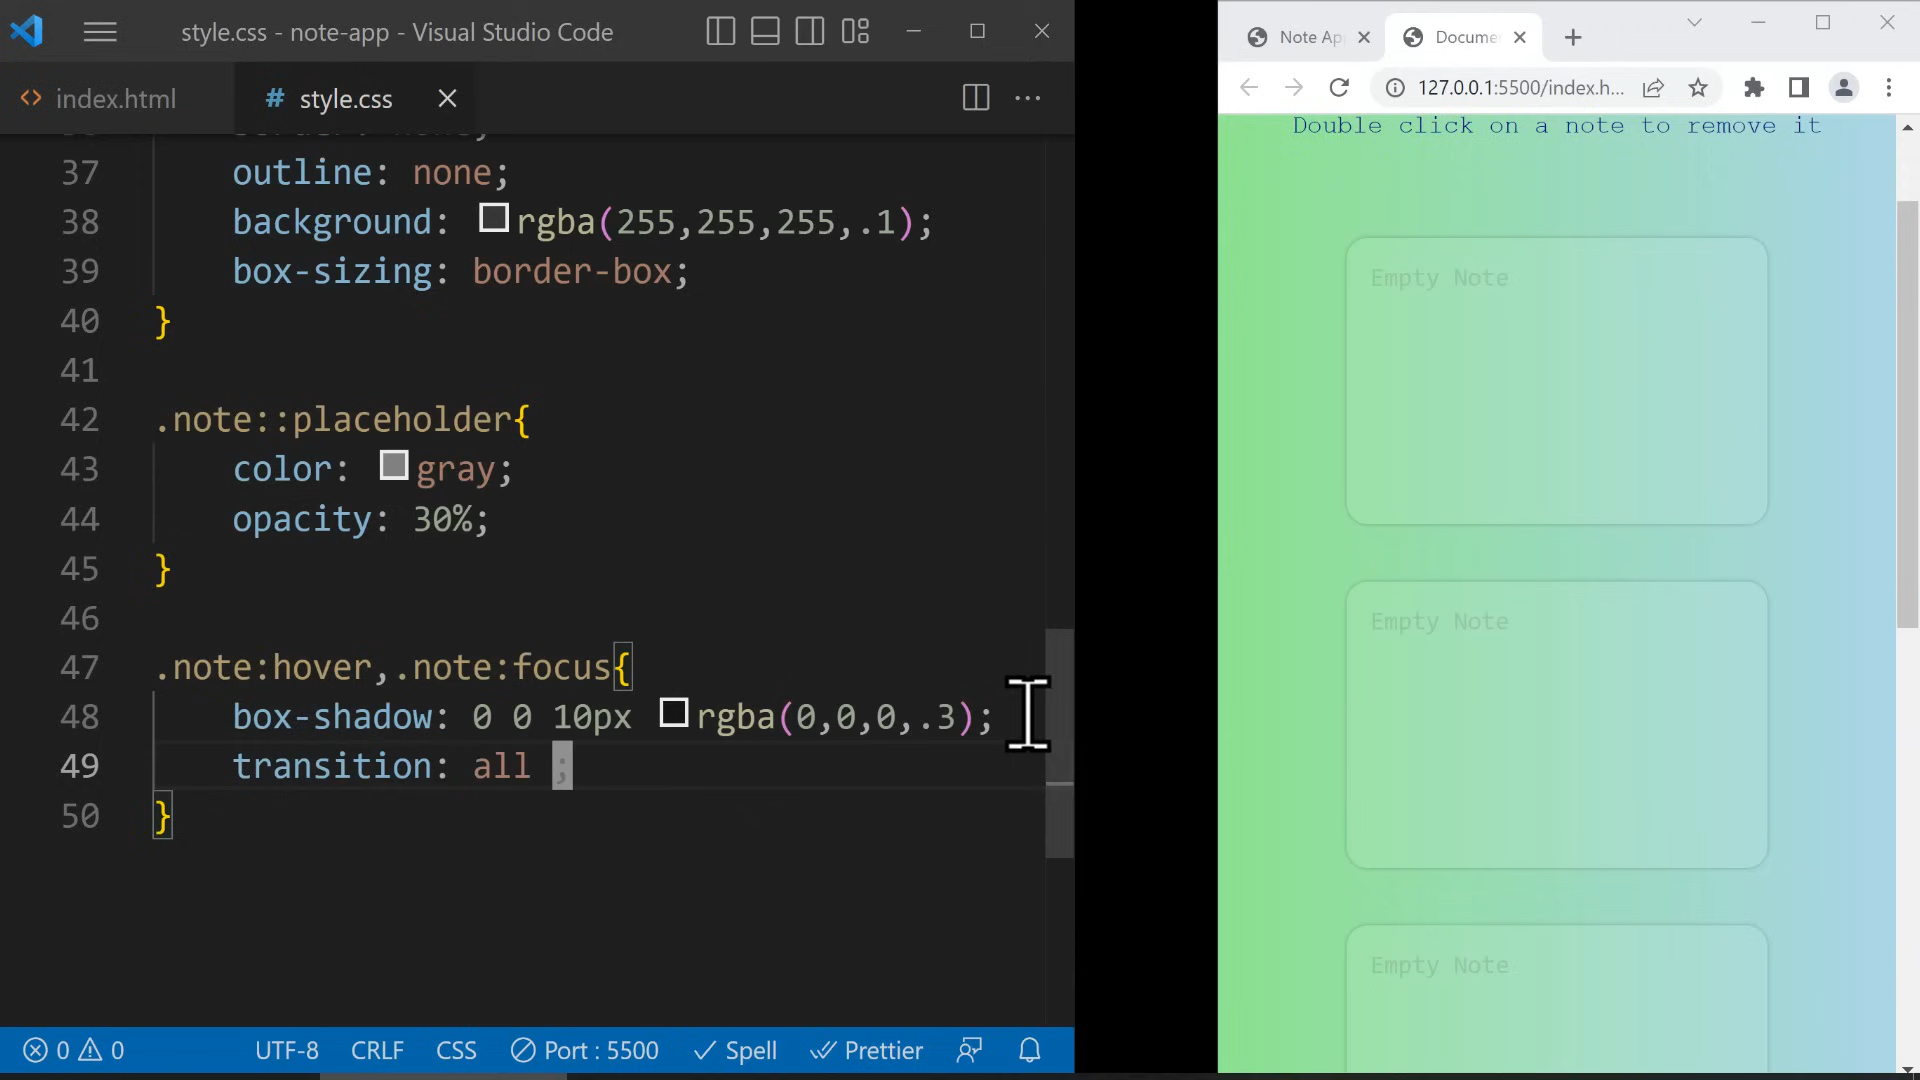 style.css - note-app - Visual Studio Code
<> index.html
# style.css
37 outline: none;
38 background: rgba(255,255,255,.1);
39 box-sizing: border-box;
40 }
41
42 .note::placeholder{
43 color: gray;
44 opacity: 30%;
45 }
46
47 .note:hover,.note:focus{
48 box-shadow: 0 0 10px rgba(0,0,0,.3);
49 transition: all ;
50 }
0 0 UTF-8 CRLF CSS Port : 5500 Spell Prettier
Note Ap
Docume
127.0.0.1:5500/index.h...
Double click on a note to remove it
Empty Note
Empty Note
Empty Note